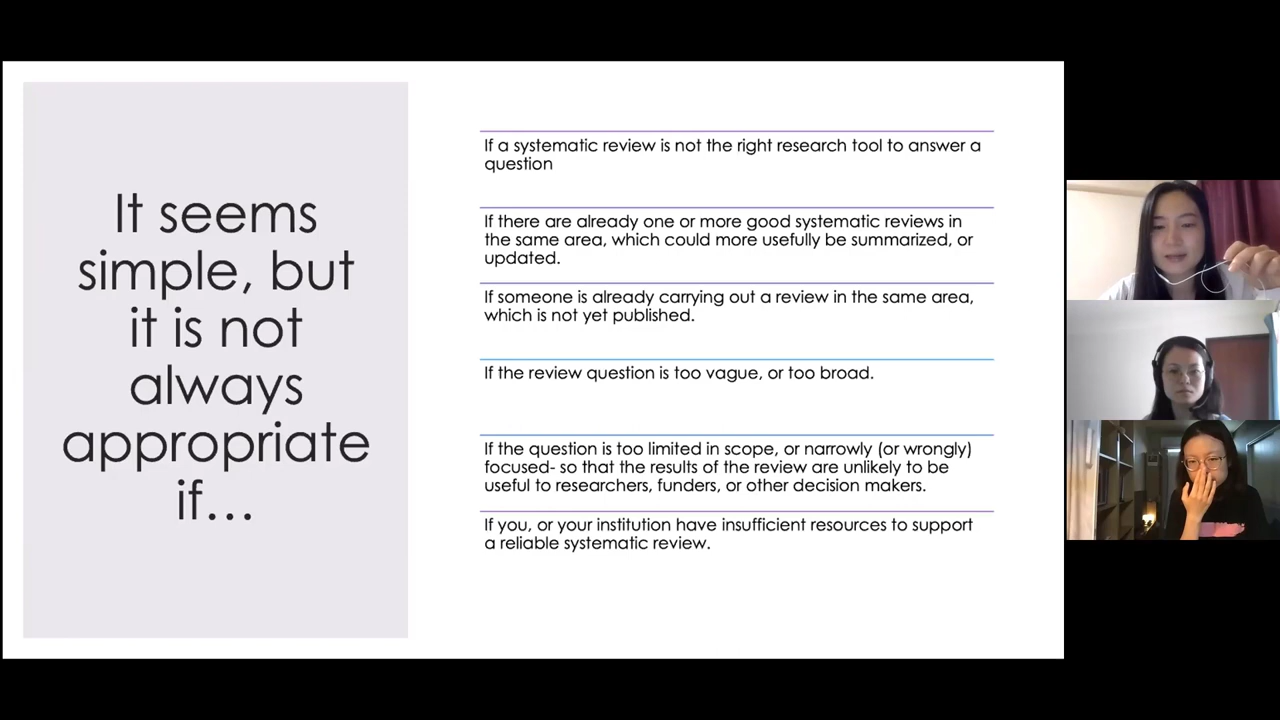 It seems
simple, but
it is not
always
appropriate
if...
If a systematic review is not the right research tool to answer a
question
If there are already one or more good systematic reviews in
the same area, which could more usefully be summarized, or
updated.
If someone is already carrying out a review in the same area,
which is not yet published.
If the review question is too vague, or too broad.
If the question is too limited in scope, or narrowly (or wrongly)
focused- so that the results of the review are unlikely to be
useful to researchers, funders, or other decision makers.
If you, or your institution have insufficient resources to support
a reliable systematic review.